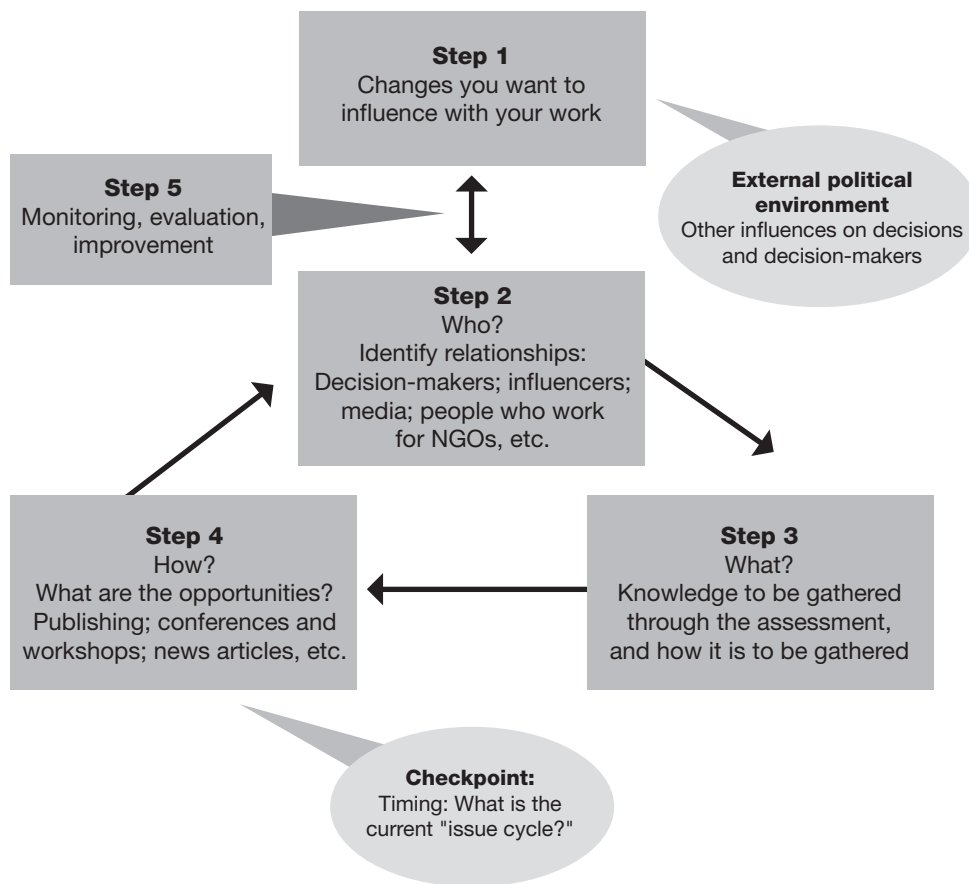 Step 1
Changes you want to
influence with your work
External political
environment
Other influences on decisions
and decision-makers
Step 5
Monitoring, evaluation,
improvement
Step 2
Who?
Identify relationships:
Decision-makers; influencers;
media; people who work
for NGOs, etc.
Step 3
What?
Knowledge to be gathered
through the assessment,
and how it is to be gathered
Step 4
How?
What are the opportunities?
Publishing; conferences and
workshops; news articles, etc.
Checkpoint:
Timing: What is the
current "issue cycle?"